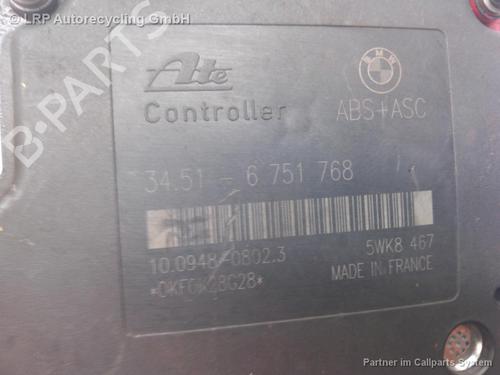 © LRP Autorecycling GmbH
Ate
BMW
Controller ABS+ASC
34.51 - 6 751 768
10.0948-0802.3 5WK8 467
MADE IN FRANCE
Partner im Callparts System